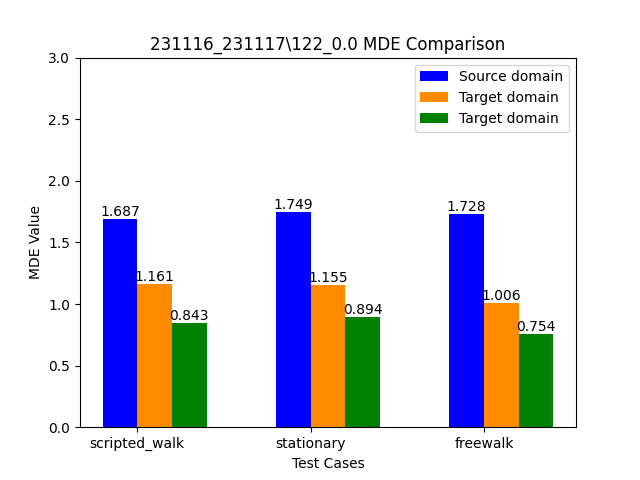 231116_231117\122_0.0 MDE Comparison
3.0
2.5
2.0
1.5
1.0
0.5
0.0
MDE Value
Source domain
Target domain
Target domain
1.687
1.161
0.843
1.749
1.155
0.894
1.728
1.006
0.754
scripted_walk
stationary
freewalk
Test Cases